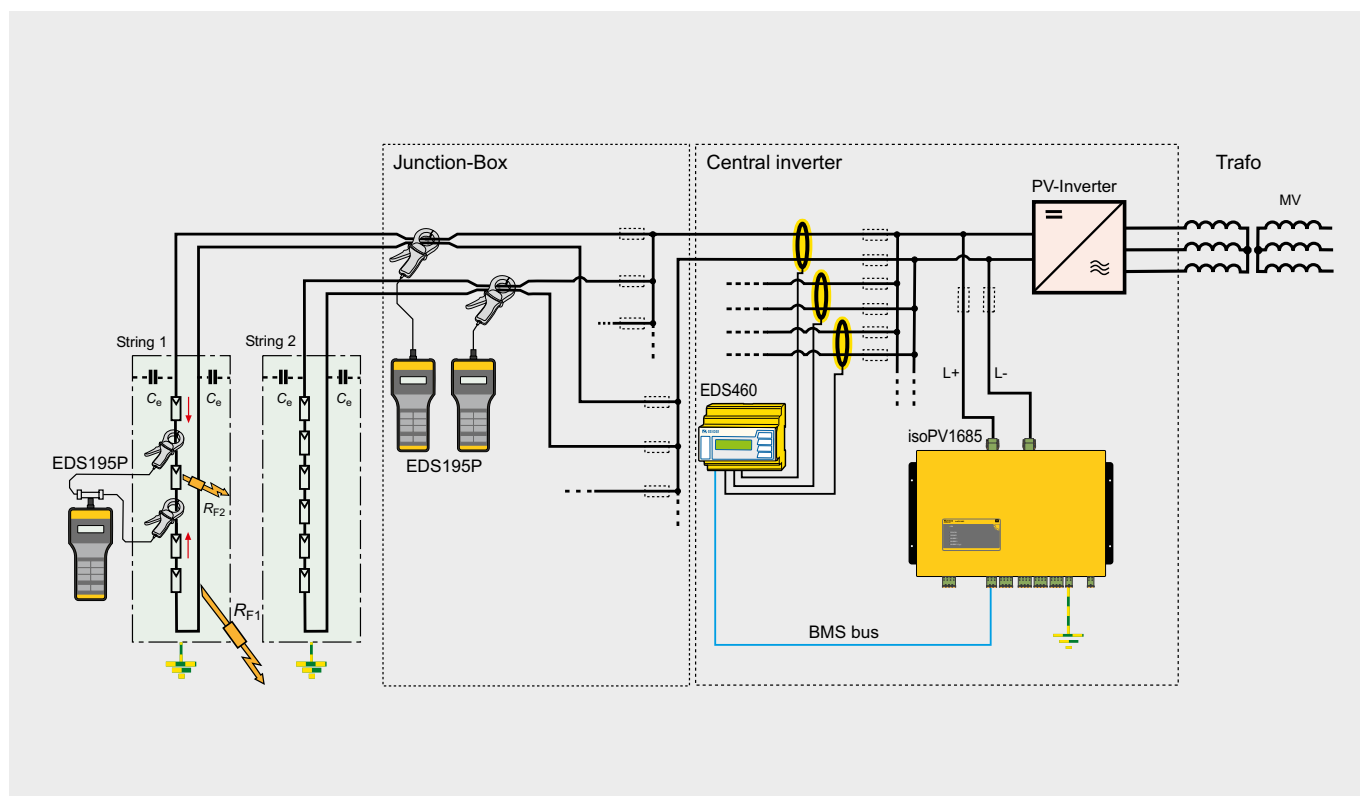 Junction-Box
Central inverter
Trafo
PV-Inverter
MV
String 1
String 2
Ce
Ce
Ce
Ce
L+
L-
EDS460
isoPV1685
EDS195P
EDS195P
RF2
RF1
BMS bus